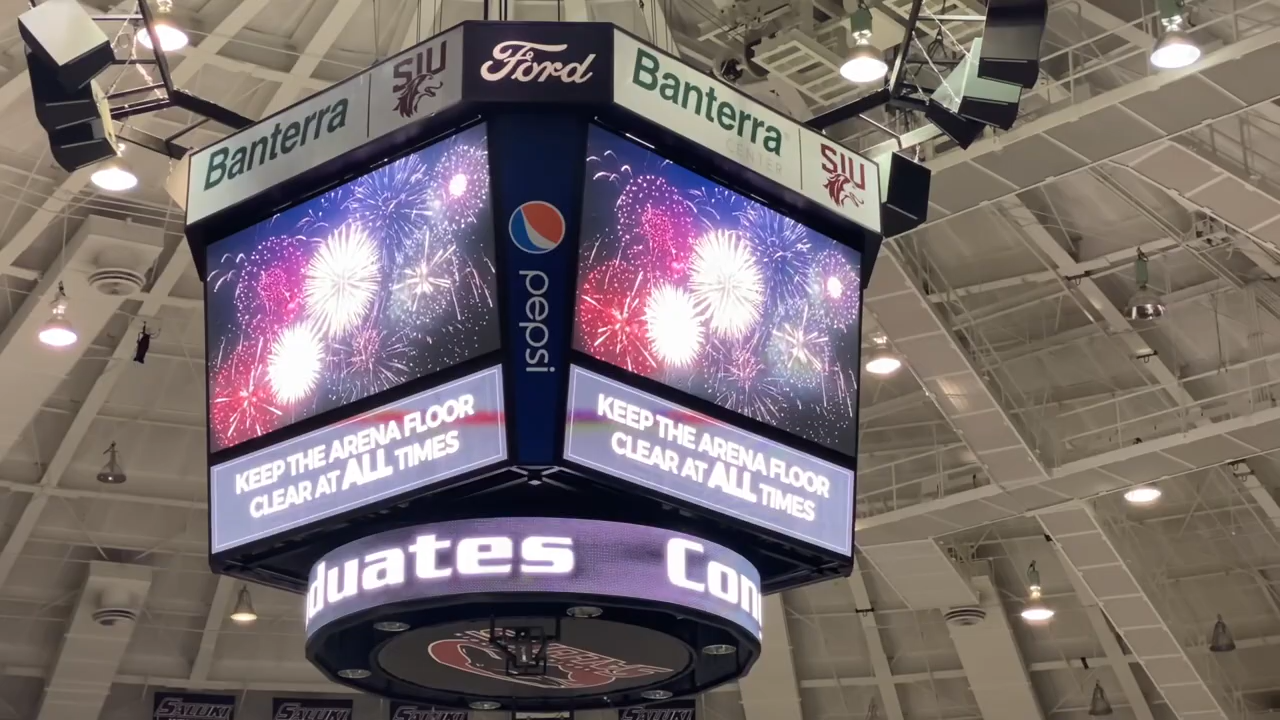 Ford
Banterra
SIU
Banterra
CENTER
SIU
pepsi
KEEP THE ARENA FLOOR
CLEAR AT ALL TIMES
KEEP THE ARENA FLOOR
CLEAR AT ALL TIMES
duates Con
SALUKI
SALUKI